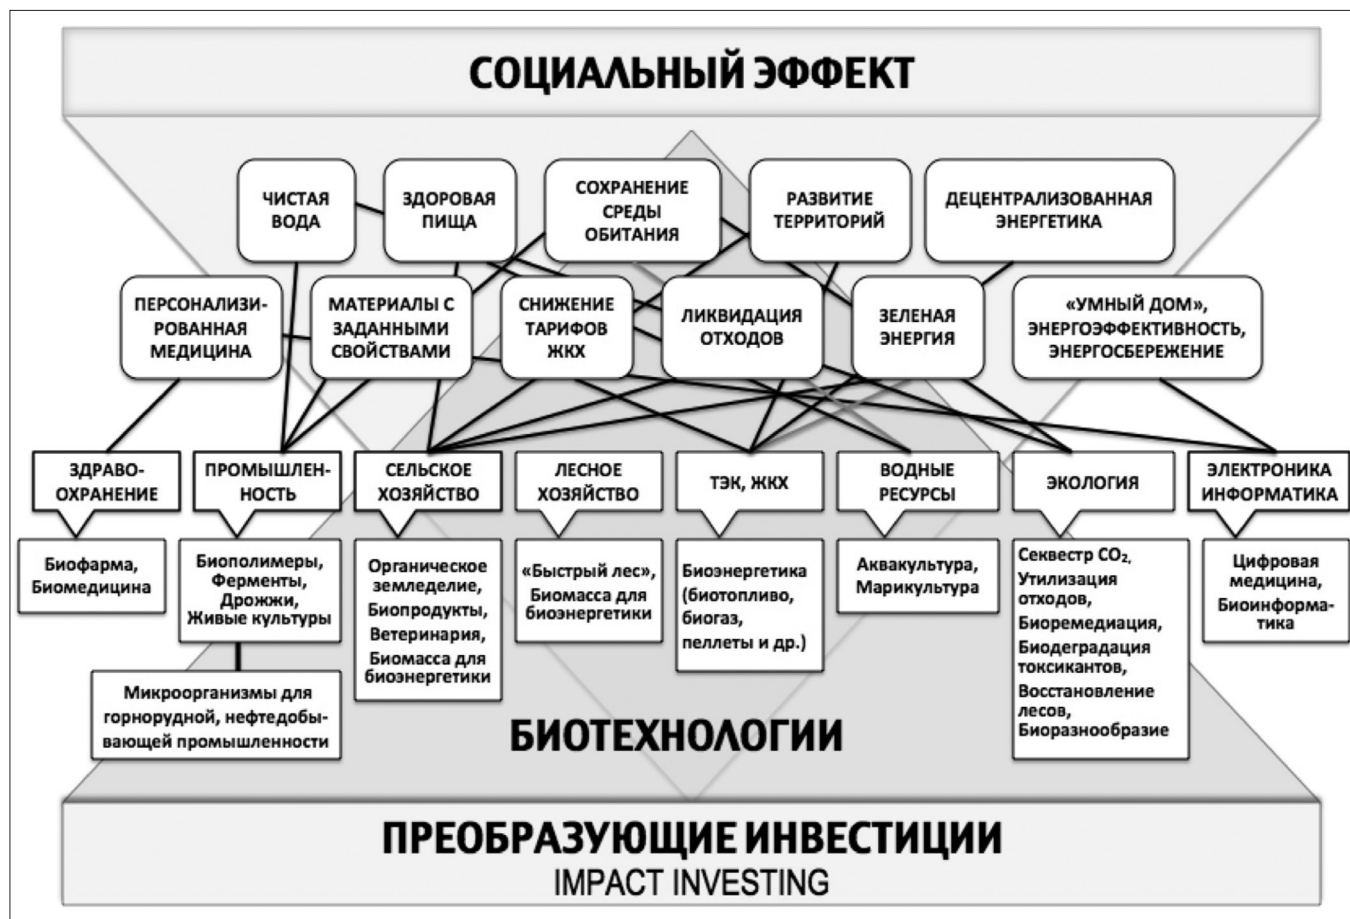 СОЦИАЛЬНЫЙ ЭФФЕКТ
ЧИСТАЯ
ВОДА
ЗДОРОВАЯ
ПИЩА
СОХРАНЕНИЕ
СРЕДЫ
ОБИТАНИЯ
РАЗВИТИЕ
ТЕРРИТОРИЙ
ДЕЦЕНТРАЛИЗОВАННАЯ
ЭНЕРГЕТИКА
ПЕРСОНАЛИЗИ-
РОВАННАЯ
МЕДИЦИНА
МАТЕРИАЛЫ С
ЗАДАННЫМИ
СВОЙСТВАМИ
СНИЖЕНИЕ
ТАРИФОВ
ЖКХ
ЛИКВИДАЦИЯ
ОТХОДОВ
ЗЕЛЕНАЯ
ЭНЕРГИЯ
«УМНЫЙ ДОМ»,
ЭНЕРГОЭФФЕКТИВНОСТЬ,
ЭНЕРГОСБЕРЕЖЕНИЕ
ЗДРАВО-
ОХРАНЕНИЕ
ПРОМЫШЛЕН-
НОСТЬ
СЕЛЬСКОЕ
ХОЗЯЙСТВО
ЛЕСНОЕ
ХОЗЯЙСТВО
ТЭК, ЖКХ
ВОДНЫЕ
РЕСУРСЫ
ЭКОЛОГИЯ
ЭЛЕКТРОНИКА
ИНФОРМАТИКА
Биофарма,
Биомедицина
Биополимеры,
Ферменты,
Дрожжи,
Живые культуры
Органическое
земледелие,
Биопродукты,
Ветеринария,
Биомасса для
биоэнергетики
«Быстрый лес»,
Биомасса для
биоэнергетики
Биоэнергетика
(биотопливо,
биогаз,
пеллеты и др.)
Аквакультура,
Марикультура
Секвестр CO₂,
Утилизация
отходов,
Биоремедиация,
Биодеградация
токсикантов,
Восстановление
лесов,
Биоразнообразие
Цифровая
медицина,
Биоинформа-
тика
Микроорганизмы для
горнорудной, нефтедобы-
вающей промышленности
БИОТЕХНОЛОГИИ
ПРЕОБРАЗУЮЩИЕ ИНВЕСТИЦИИ
IMPACT INVESTING